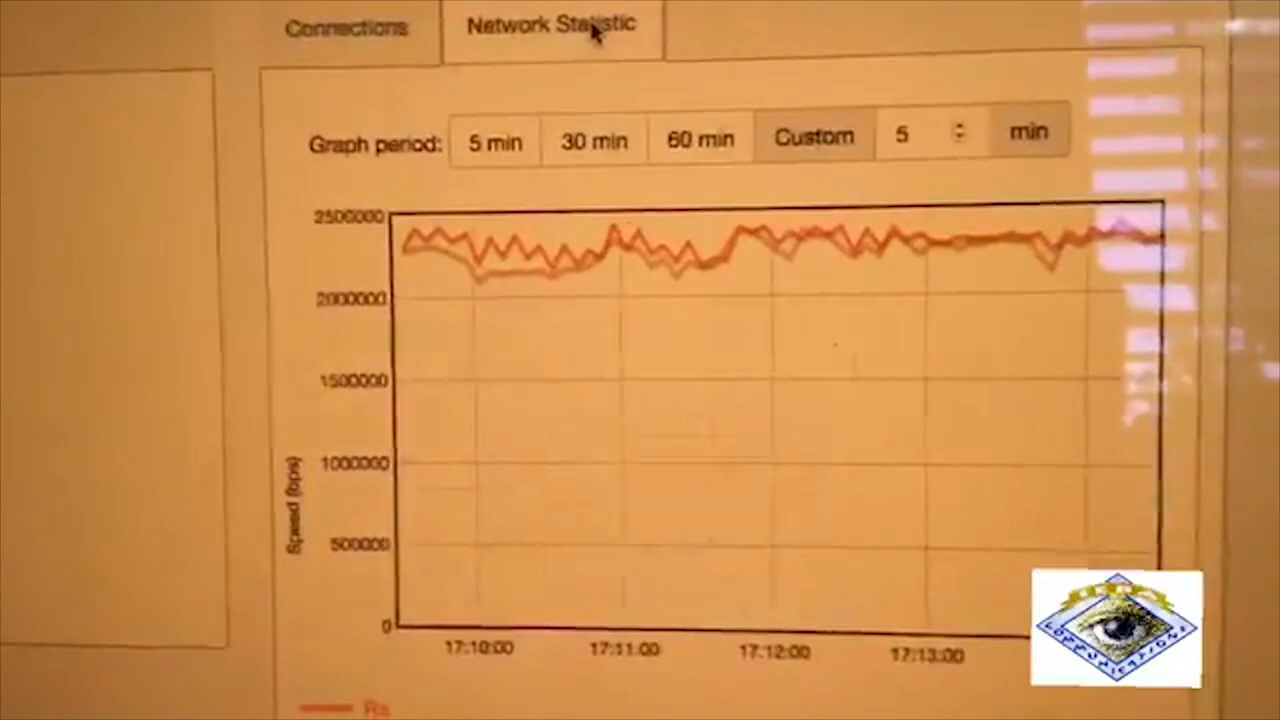 Connections Network Statistic
Graph period: 5 min 30 min 60 min Custom 5 min
2500000
2000000
1500000
1000000
500000
0
Speed (bps)
17:10:00 17:11:00 17:12:00 17:13:00
Rx